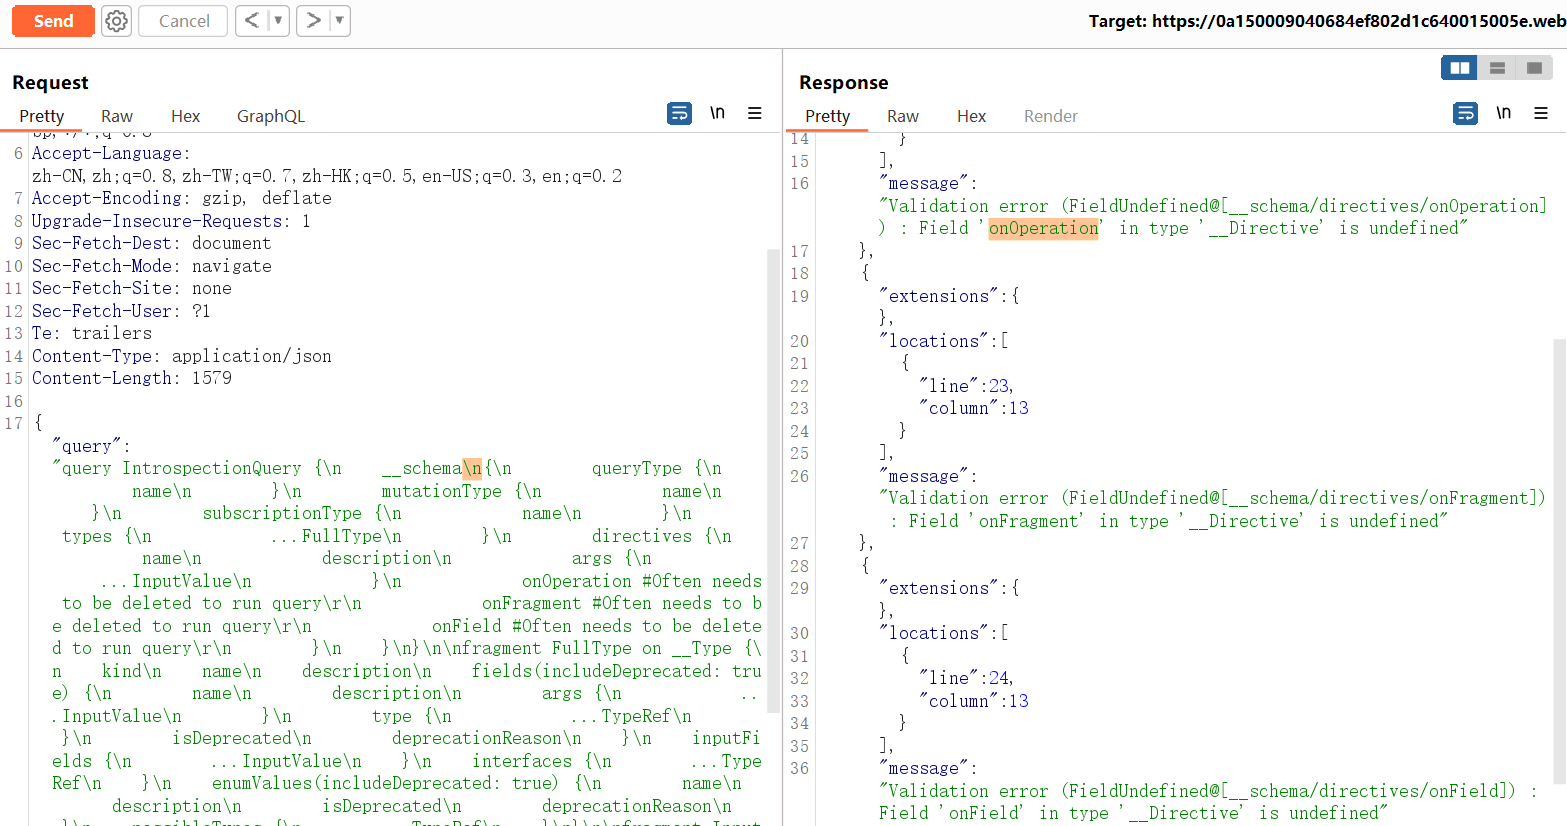 Send
Cancel
<
>
Target: https://0a150009040684ef802d1c640015005e.web
Request
Pretty Raw Hex GraphQL \n
6 Accept-Language:
zh-CN,zh;q=0.8,zh-TW;q=0.7,zh-HK;q=0.5,en-US;q=0.3,en;q=0.2
7 Accept-Encoding: gzip, deflate
8 Upgrade-Insecure-Requests: 1
9 Sec-Fetch-Dest: document
10 Sec-Fetch-Mode: navigate
11 Sec-Fetch-Site: none
12 Sec-Fetch-User: ?1
13 Te: trailers
14 Content-Type: application/json
15 Content-Length: 1579
16
17 {
"query":
"query IntrospectionQuery {\n    __schema\n{\n        queryType {\n
name\n        }\n        mutationType {\n            name\n
}\n        subscriptionType {\n            name\n        }\n
types {\n            ...FullType\n        }\n        directives {\n
name\n            description\n            args {\n
...InputValue\n            }\n            onOperation #Often needs
to be deleted to run query\r\n            onFragment #Often needs to b
e deleted to run query\r\n            onField #Often needs to be delete
d to run query\r\n        }\n    }\n}\n\nfragment FullType on __Type {\
n    kind\n    name\n    description\n    fields(includeDeprecated: tru
e) {\n        name\n        description\n        args {\n            ..
.InputValue\n        }\n        type {\n            ...TypeRef\n
}\n        isDeprecated\n        deprecationReason\n    }\n    inputFi
elds {\n        ...InputValue\n    }\n    interfaces {\n        ...Type
Ref\n    }\n    enumValues(includeDeprecated: true) {\n        name\n
description\n        isDeprecated\n        deprecationReason\n
Response
Pretty Raw Hex Render \n
14 }
15 ],
16 "message":
"Validation error (FieldUndefined@[__schema/directives/onOperation]
) : Field 'onOperation' in type '__Directive' is undefined"
17 },
18 {
19 "extensions":{
},
20 "locations":[
21 {
22 "line":23,
23 "column":13
24 }
25 ],
26 "message":
"Validation error (FieldUndefined@[__schema/directives/onFragment])
: Field 'onFragment' in type '__Directive' is undefined"
27 },
28 {
29 "extensions":{
},
30 "locations":[
31 {
32 "line":24,
33 "column":13
34 }
35 ],
36 "message":
"Validation error (FieldUndefined@[__schema/directives/onField]) :
Field 'onField' in type '__Directive' is undefined"